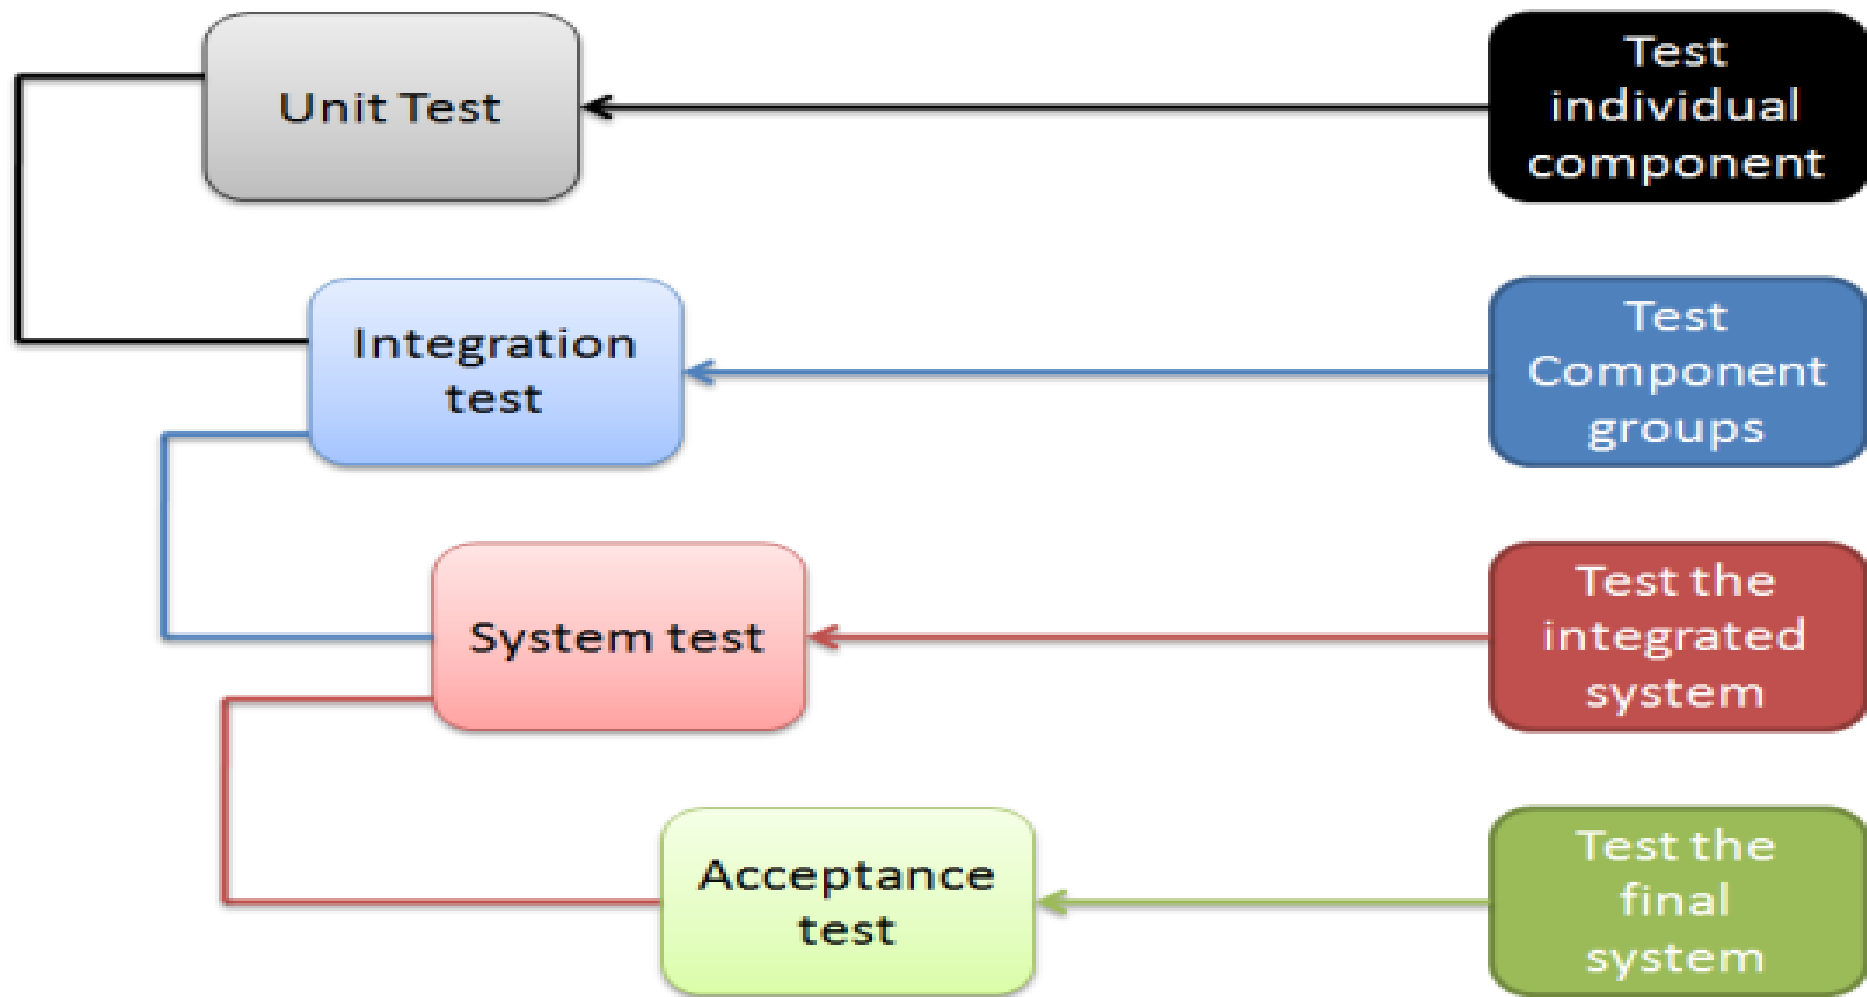 Unit Test
Test
individual
component
Integration
test
Test
Component
groups
System test
Test the
integrated
system
Acceptance
test
Test the
final
system